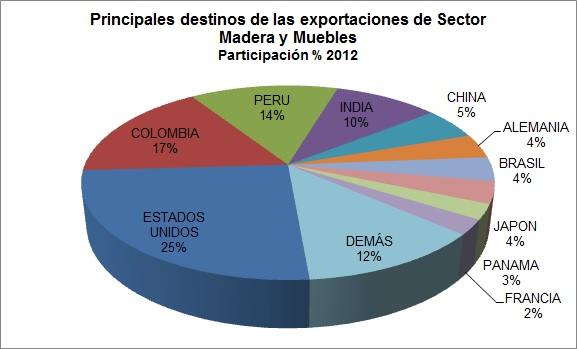 Principales destinos de las exportaciones de Sector
Madera y Muebles
Participación % 2012
PERU
14%
INDIA
10%
CHINA
5%
ALEMANIA
4%
BRASIL
4%
JAPON
4%
PANAMA
3%
FRANCIA
2%
DEMÁS
12%
ESTADOS
UNIDOS
25%
COLOMBIA
17%